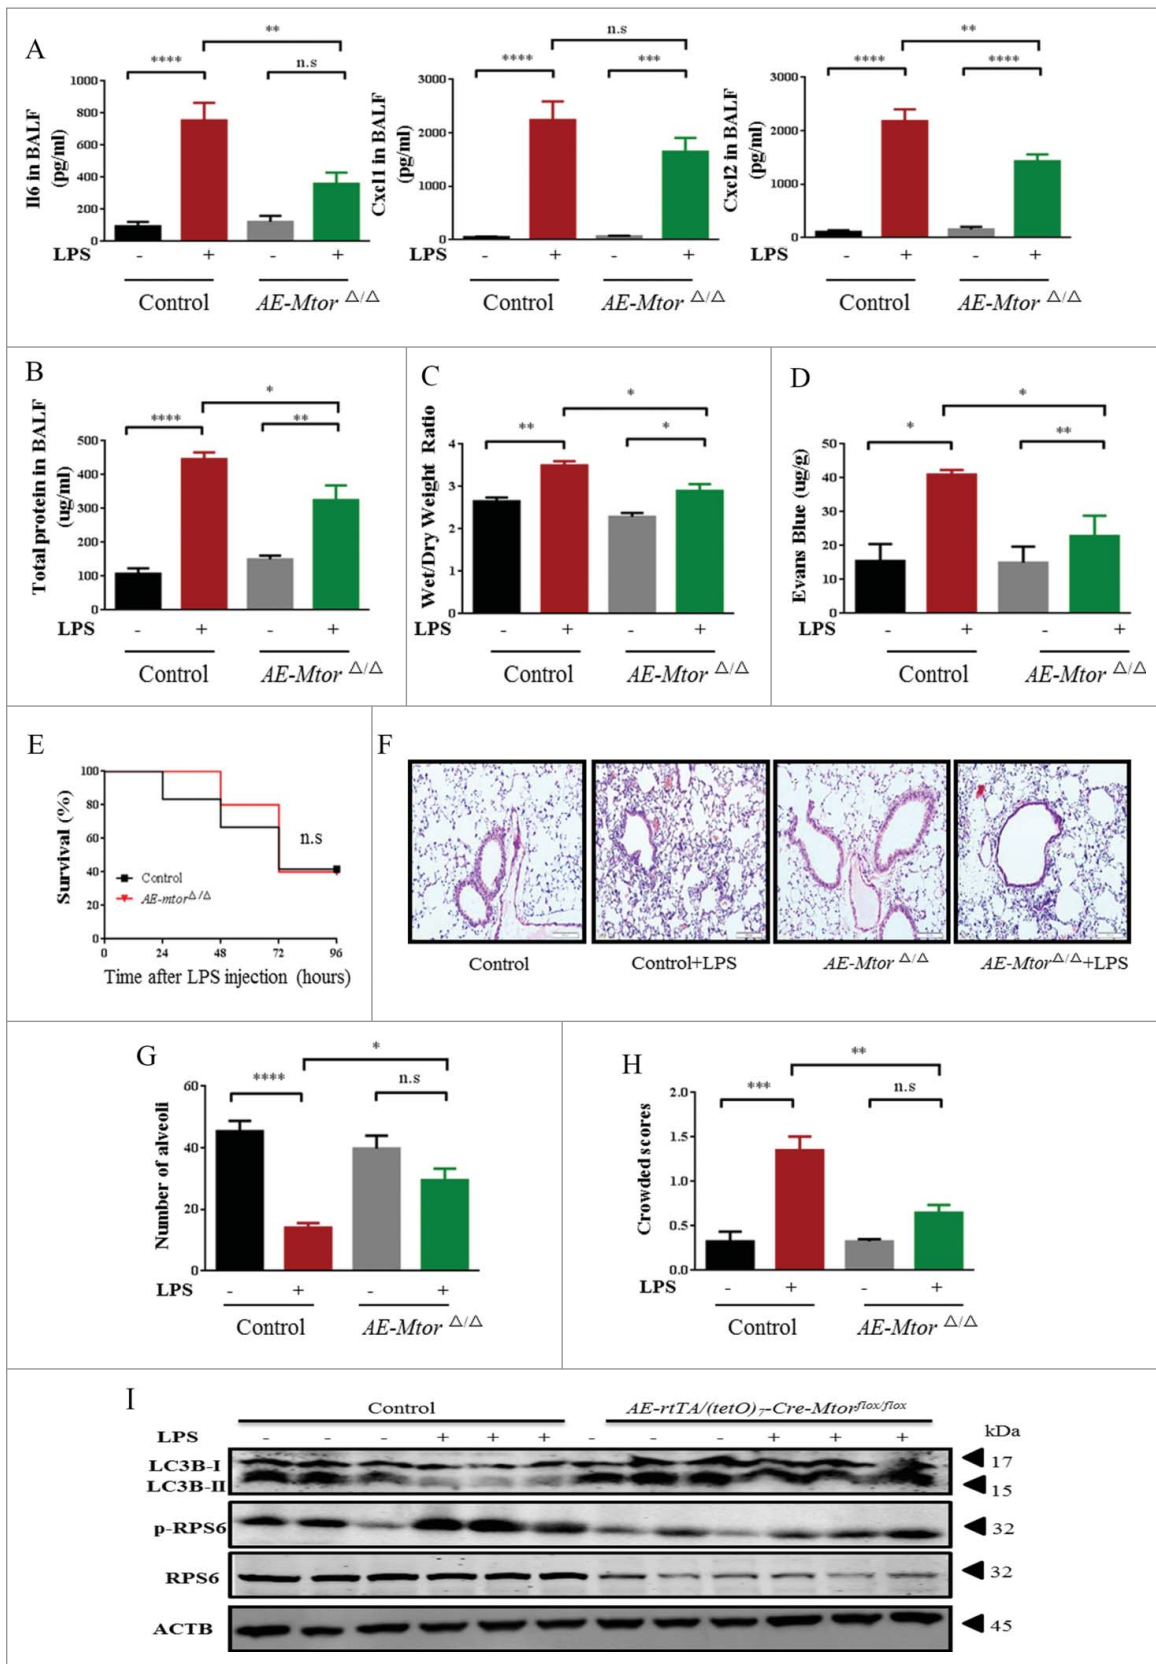 A
** n.s **
**** n.s **** *** **** ****
Il6 in BALF
(pg/ml)
1000
800
600
400
200
0
Cxcl1 in BALF
(pg/ml)
3000
2000
1000
0
Cxcl2 in BALF
(pg/ml)
3000
2000
1000
0
LPS - + - +
Control AE-Mtor △/△
LPS - + - +
Control AE-Mtor △/△
LPS - + - +
Control AE-Mtor △/△
B
*
**** **
Total protein in BALF
(ug/ml)
500
400
300
200
100
0
LPS - + - +
Control AE-Mtor △/△
C
*
** *
Wet/Dry Weight Ratio
4
3
2
1
0
LPS - + - +
Control AE-Mtor △/△
D
*
* **
Evans Blue (ug/g)
50
40
30
20
10
0
LPS - + - +
Control AE-Mtor △/△
E
Survival (%)
100
80
60
40
20
0
n.s
Control
AE-mtor△/△
0 24 48 72 96
Time after LPS injection (hours)
F
Control Control+LPS AE-Mtor △/△ AE-Mtor△/△+LPS
G
*
**** n.s
Number of alveoli
60
40
20
0
LPS - + - +
Control AE-Mtor △/△
H
**
*** n.s
Crowded scores
2.0
1.5
1.0
0.5
0.0
LPS - + - +
Control AE-Mtor △/△
I
Control AE-rtTA/(tetO)7-Cre-Mtorflox/flox
LPS - - - + + + - - - + + + kDa
LC3B-I 17
LC3B-II 15
p-RPS6 32
RPS6 32
ACTB 45